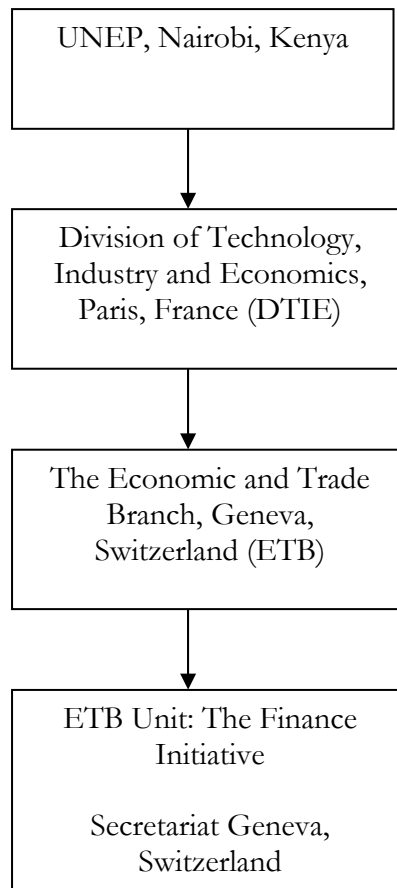 UNEP, Nairobi, Kenya
Division of Technology,
Industry and Economics,
Paris, France (DTIE)
The Economic and Trade
Branch, Geneva,
Switzerland (ETB)
ETB Unit: The Finance
Initiative
Secretariat Geneva,
Switzerland